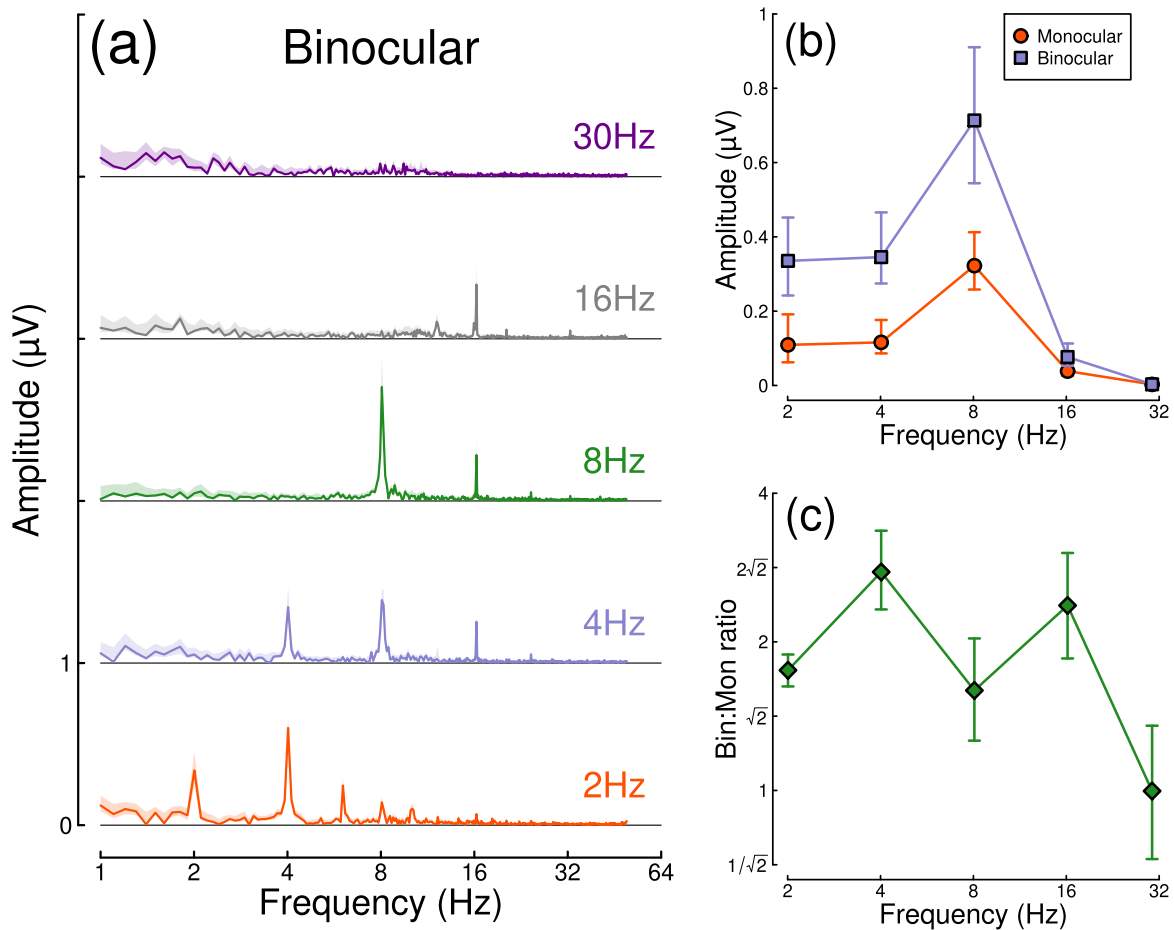 (a)
Binocular
30Hz
16Hz
8Hz
4Hz
2Hz
Amplitude (µV)
1
0
1 2 4 8 16 32 64
Frequency (Hz)
(b)
Monocular
Binocular
Amplitude (µV)
1
0.8
0.6
0.4
0.2
0
2 4 8 16 32
Frequency (Hz)
(c)
Bin:Mon ratio
4
2√2
2
√2
1
1/√2
2 4 8 16 32
Frequency (Hz)